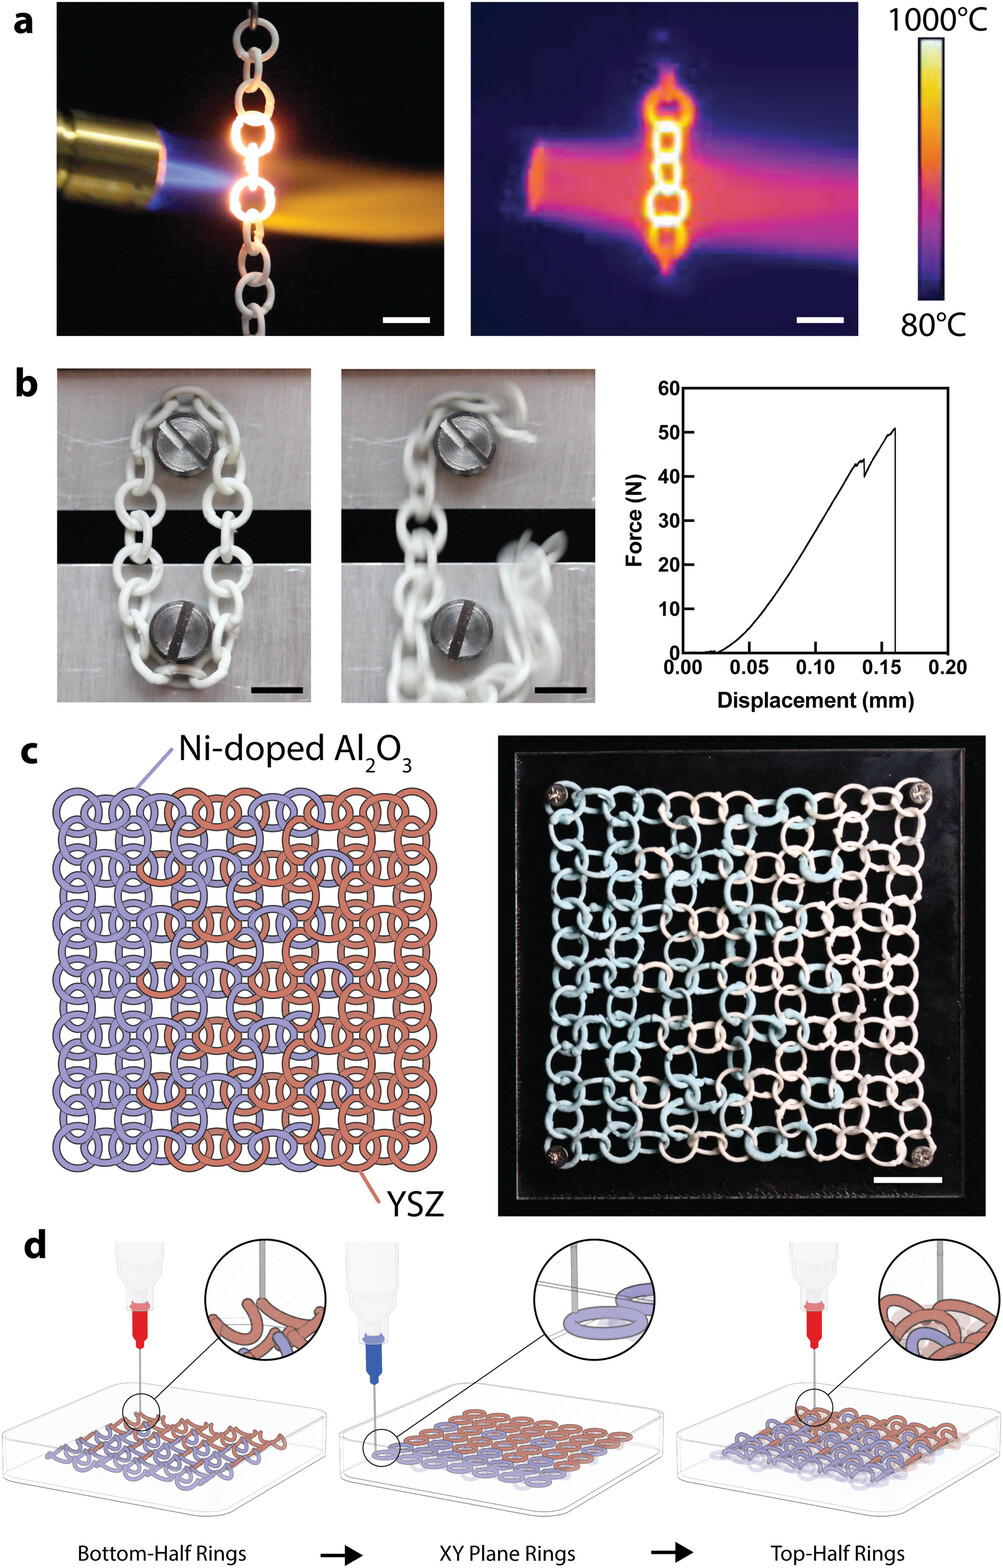 a
1000°C
80°C
b
60
50
40
30
20
10
0
Force (N)
0.00 0.05 0.10 0.15 0.20
Displacement (mm)
c
Ni-doped Al₂O₃
YSZ
d
Bottom-Half Rings → XY Plane Rings → Top-Half Rings